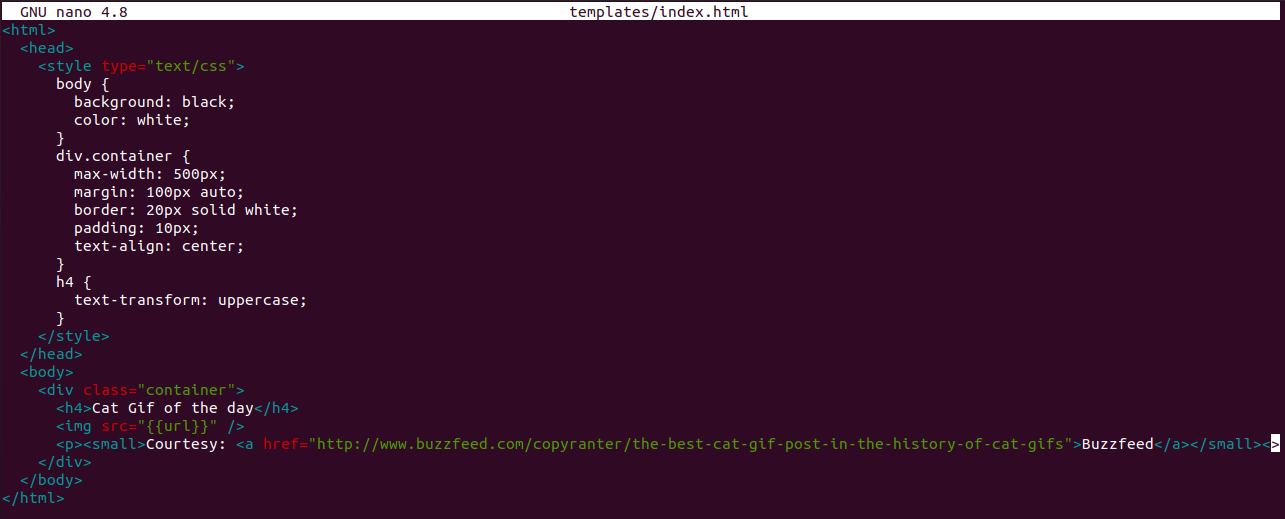 GNU nano 4.8 templates/index.html
<html>
  <head>
    <style type="text/css">
      body {
        background: black;
        color: white;
      }
      div.container {
        max-width: 500px;
        margin: 100px auto;
        border: 20px solid white;
        padding: 10px;
        text-align: center;
      }
      h4 {
        text-transform: uppercase;
      }
    </style>
  </head>
  <body>
    <div class="container">
      <h4>Cat Gif of the day</h4>
      <img src="{{url}}" />
      <p><small>Courtesy: <a href="http://www.buzzfeed.com/copyranter/the-best-cat-gif-post-in-the-history-of-cat-gifs">Buzzfeed</a></small><>
    </div>
  </body>
</html>